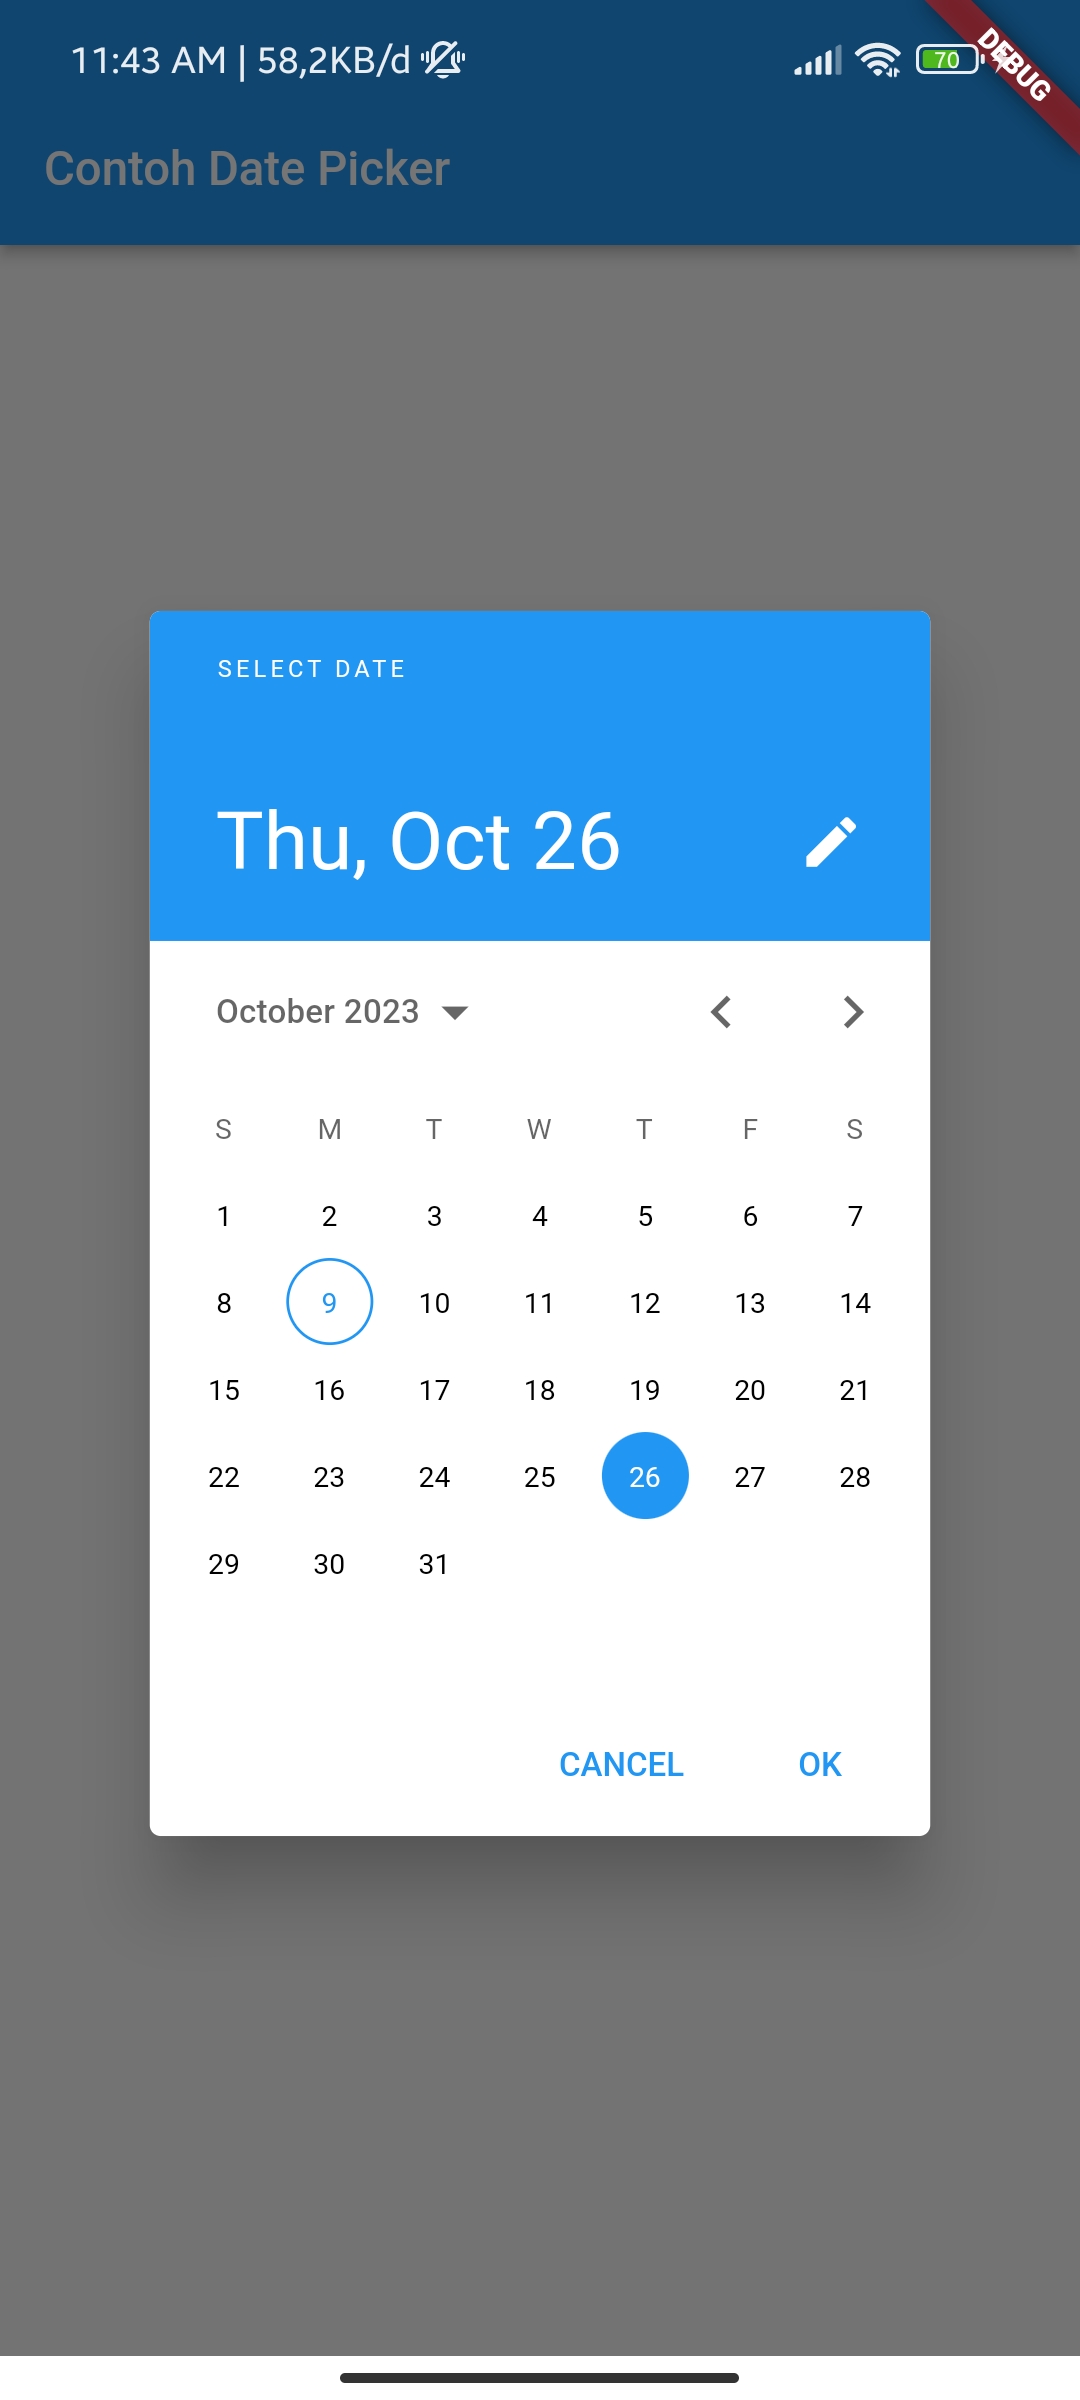 11:43 AM | 58,2KB/d
70
DEBUG
Contoh Date Picker
SELECT DATE
Thu, Oct 26
October 2023
S M T W T F S
1 2 3 4 5 6 7
8 9 10 11 12 13 14
15 16 17 18 19 20 21
22 23 24 25 26 27 28
29 30 31
CANCEL OK